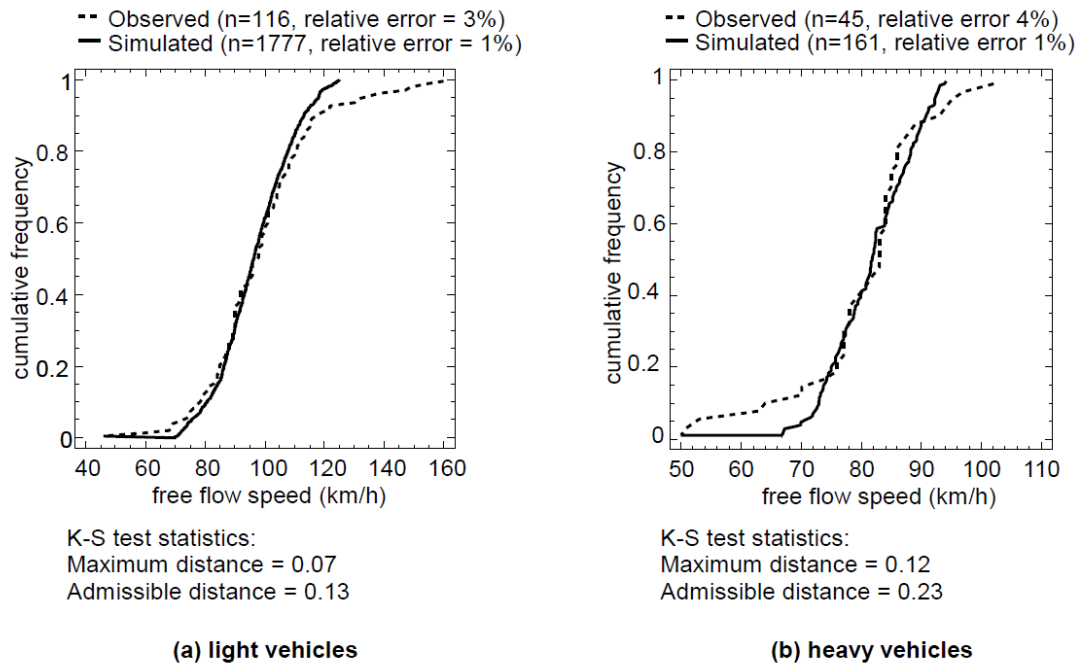 Observed (n=116, relative error = 3%)
Simulated (n=1777, relative error = 1%)
1
0.8
0.6
0.4
0.2
0
cumulative frequency
40 60 80 100 120 140 160
free flow speed (km/h)
K-S test statistics:
Maximum distance = 0.07
Admissible distance = 0.13
(a) light vehicles
Observed (n=45, relative error 4%)
Simulated (n=161, relative error 1%)
1
0.8
0.6
0.4
0.2
0
cumulative frequency
50 60 70 80 90 100 110
free flow speed (km/h)
K-S test statistics:
Maximum distance = 0.12
Admissible distance = 0.23
(b) heavy vehicles